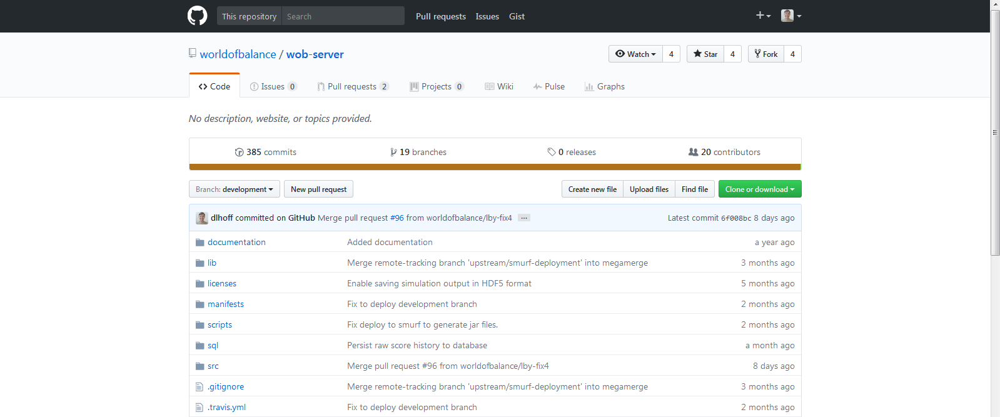 This repository Search Pull requests Issues Gist
worldofbalance / wob-server
Watch 4 Star 4 Fork 4
Code Issues 0 Pull requests 2 Projects 0 Wiki Pulse Graphs
No description, website, or topics provided.
385 commits 19 branches 0 releases 20 contributors
Branch: development New pull request Create new file Upload files Find file Clone or download
dlhoff committed on GitHub Merge pull request #96 from worldofbalance/lby-fix4 ... Latest commit 6f008bc 8 days ago
documentation Added documentation a year ago
lib Merge remote-tracking branch 'upstream/smurf-deployment' into megamerge 3 months ago
licenses Enable saving simulation output in HDF5 format 5 months ago
manifests Fix to deploy development branch 2 months ago
scripts Fix deploy to smurf to generate jar files. 2 months ago
sql Persist raw score history to database a month ago
src Merge pull request #96 from worldofbalance/lby-fix4 8 days ago
.gitignore Merge remote-tracking branch 'upstream/smurf-deployment' into megamerge 3 months ago
.travis.yml Fix to deploy development branch 2 months ago